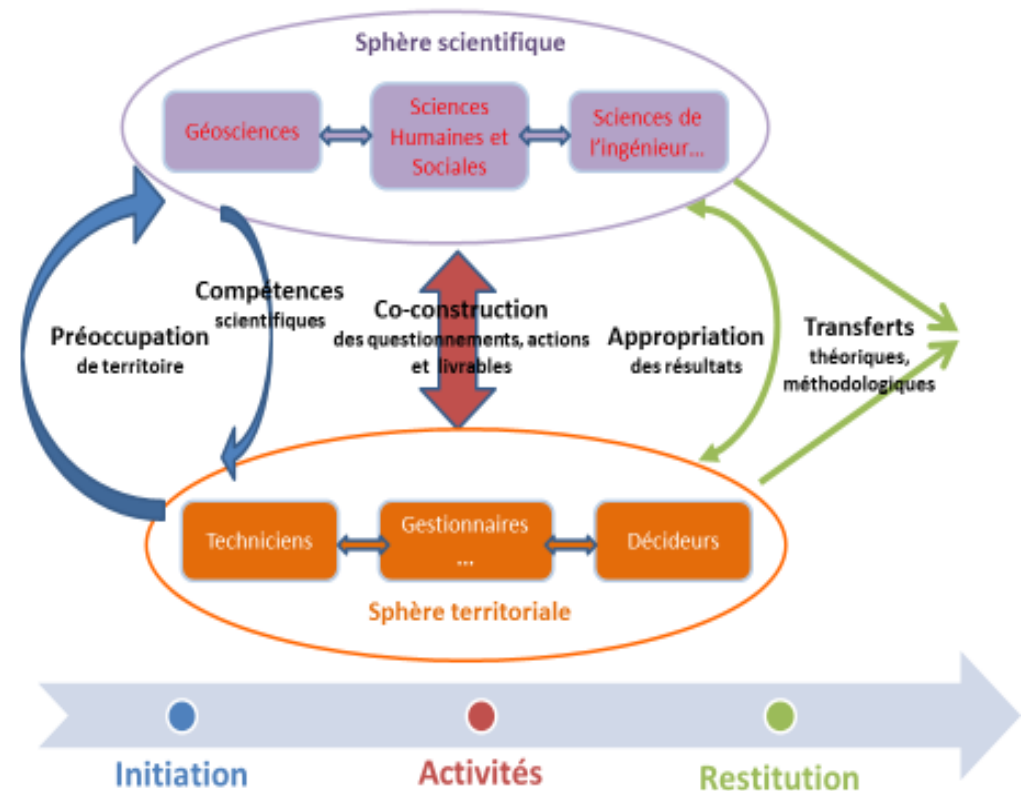 Sphère scientifique
Géosciences
Sciences
Humaines et
Sociales
Sciences de
l'ingénieur...
Préoccupation
de territoire
Compétences
scientifiques
Co-construction
des questionnements, actions
et livrables
Appropriation
des résultats
Transferts
théoriques,
méthodologiques
Techniciens
Gestionnaires
...
Décideurs
Sphère territoriale
Initiation
Activités
Restitution